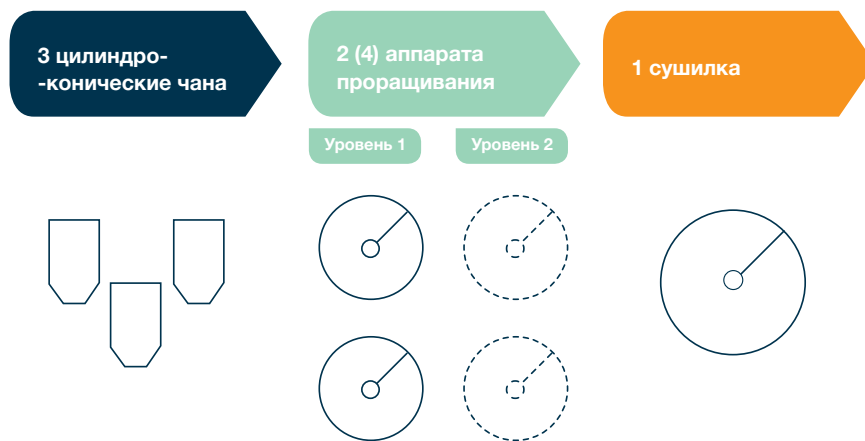 3 цилиндро-
-конические чана
2 (4) аппарата
проращивания
1 сушилка
Уровень 1
Уровень 2